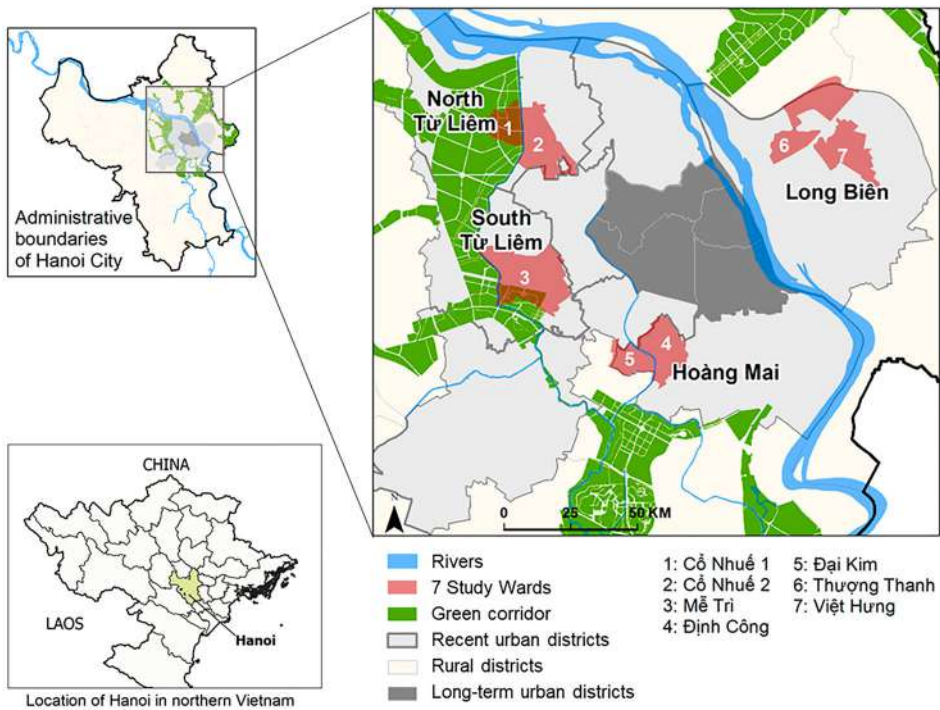 Administrative
boundaries
of Hanoi City
North
Từ Liêm
1
2
South
Từ Liêm
3
6
7
Long Biên
4
5
Hoàng Mai
0 25 50 KM
CHINA
LAOS
Hanoi
Location of Hanoi in northern Vietnam
Rivers
7 Study Wards
Green corridor
Recent urban districts
Rural districts
Long-term urban districts
1: Cổ Nhuế 1
2: Cổ Nhuế 2
3: Mễ Trì
4: Định Công
5: Đại Kim
6: Thượng Thanh
7: Việt Hưng